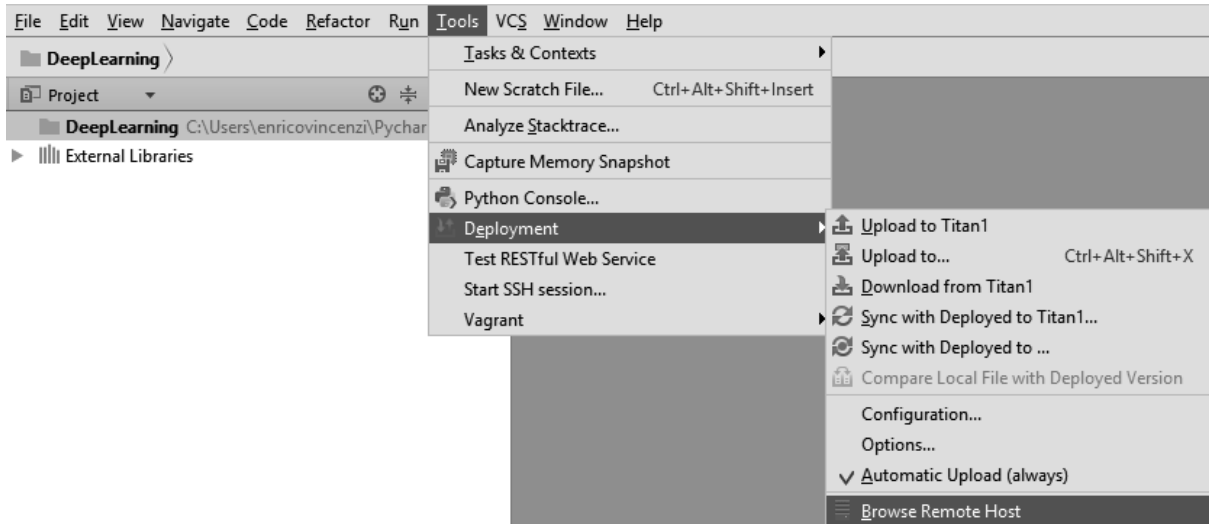 File Edit View Navigate Code Refactor Run Tools VCS Window Help
DeepLearning
Project
DeepLearning C:\Users\enricovincenzi\Pychar
External Libraries
Tasks & Contexts
New Scratch File... Ctrl+Alt+Shift+Insert
Analyze Stacktrace...
Capture Memory Snapshot
Python Console...
Deployment
Test RESTful Web Service
Start SSH session...
Vagrant
Upload to Titan1
Upload to... Ctrl+Alt+Shift+X
Download from Titan1
Sync with Deployed to Titan1...
Sync with Deployed to ...
Compare Local File with Deployed Version
Configuration...
Options...
Automatic Upload (always)
Browse Remote Host